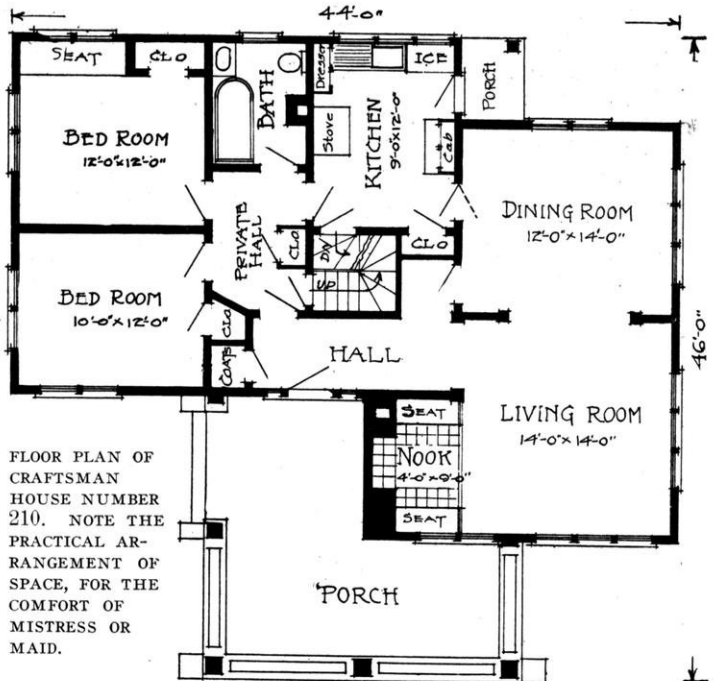 44'-0"
SEAT
CLO
BATH
Dresser
ICE
PORCH
BED ROOM
12'-0"x12'-0"
Stove
KITCHEN
9'-0"x12'-0"
Cab
DINING ROOM
12'-0"x14'-0"
PRIVATE
HALL
CLO
DN
CLO
UP
BED ROOM
10'-0"x12'-0"
CLO
COATS
HALL
46'-0"
LIVING ROOM
14'-0"x14'-0"
SEAT
NOOK
4'-0"x9'-0"
SEAT
PORCH
FLOOR PLAN OF
CRAFTSMAN
HOUSE NUMBER
210. NOTE THE
PRACTICAL AR-
RANGEMENT OF
SPACE, FOR THE
COMFORT OF
MISTRESS OR
MAID.